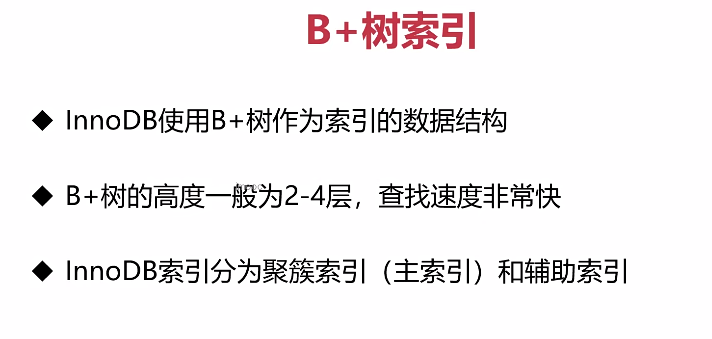 B+树索引
◆ InnoDB使用B+树作为索引的数据结构
◆ B+树的高度一般为2-4层，查找速度非常快
◆ InnoDB索引分为聚簇索引（主索引）和辅助索引